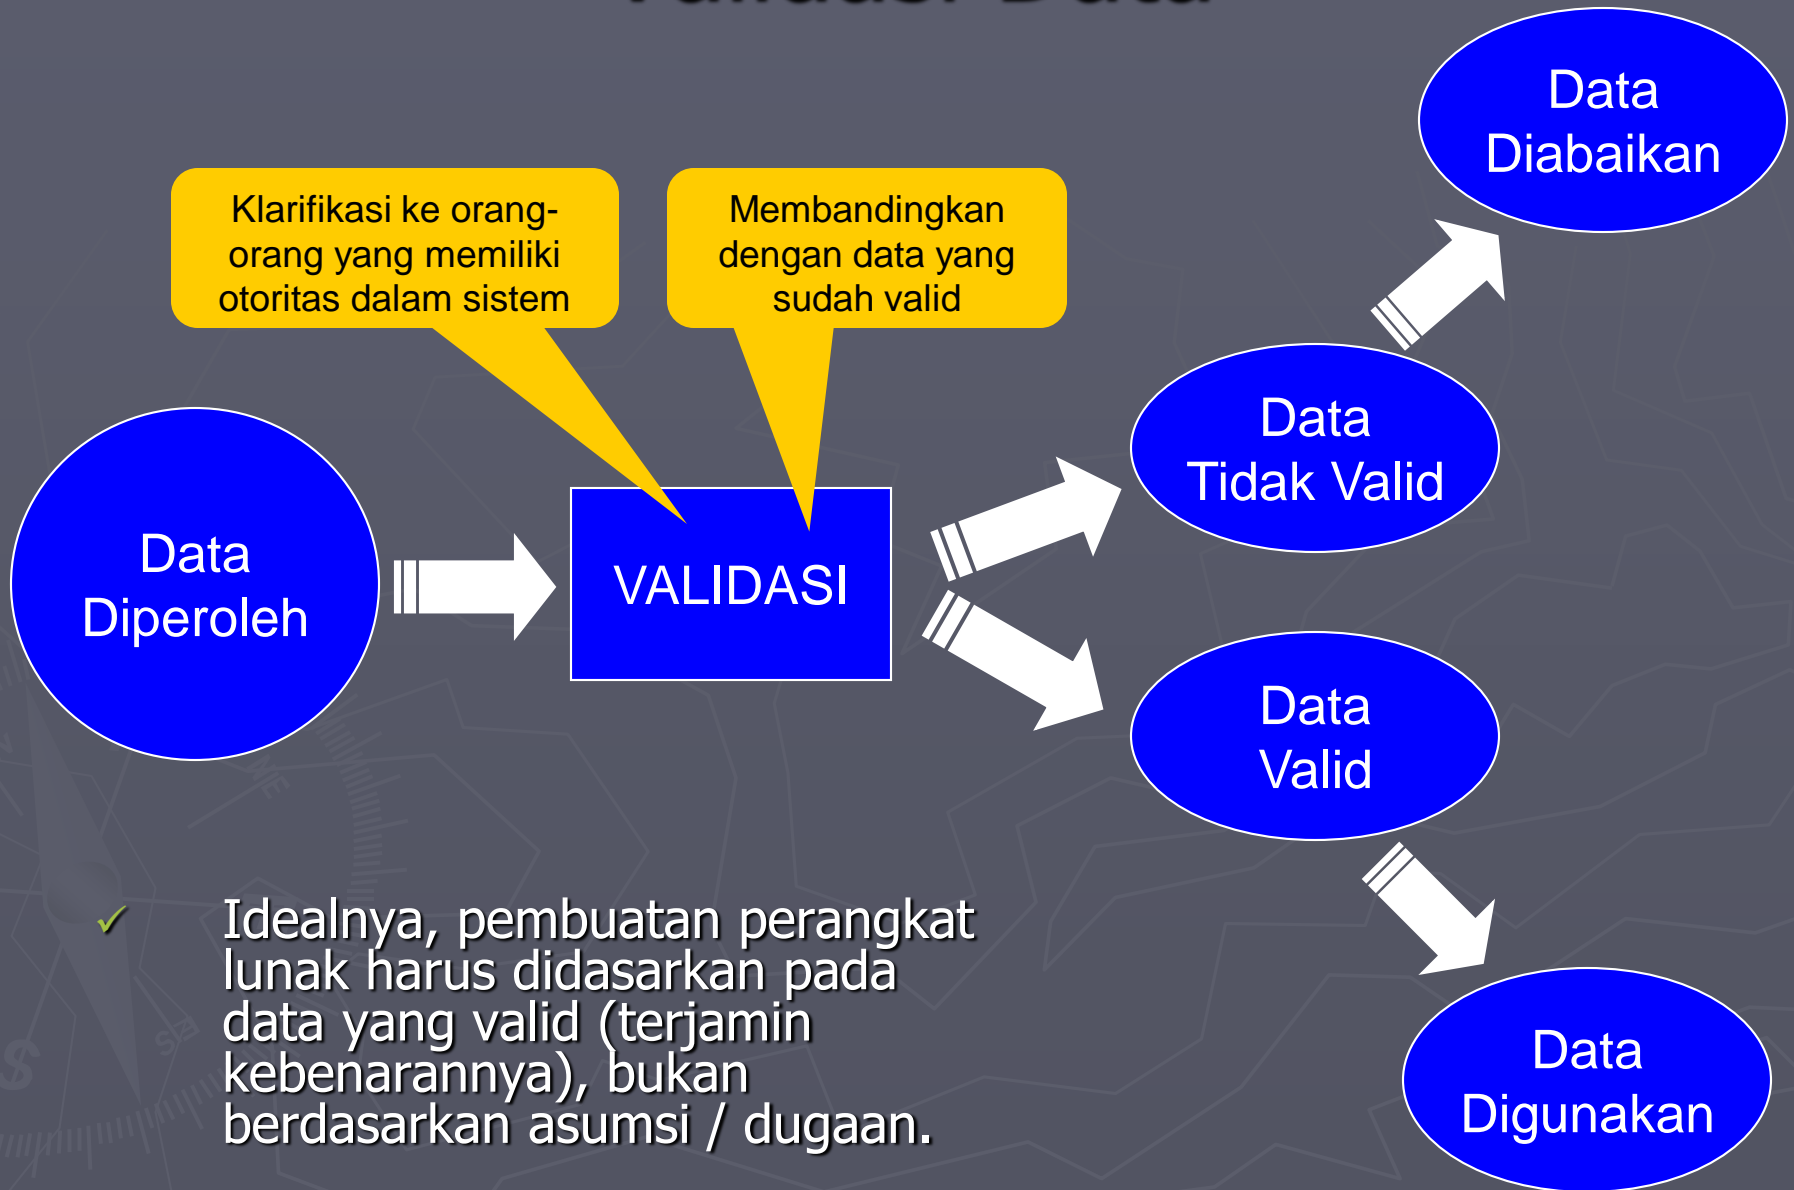 Validasi Data
Data
Diabaikan
Klarifikasi ke orang-
orang yang memiliki
otoritas dalam sistem
Membandingkan
dengan data yang
sudah valid
Data
Tidak Valid
Data
Diperoleh
VALIDASI
Data
Valid
✓ Idealnya, pembuatan perangkat
lunak harus didasarkan pada
data yang valid (terjamin
kebenarannya), bukan
berdasarkan asumsi / dugaan.
Data
Digunakan